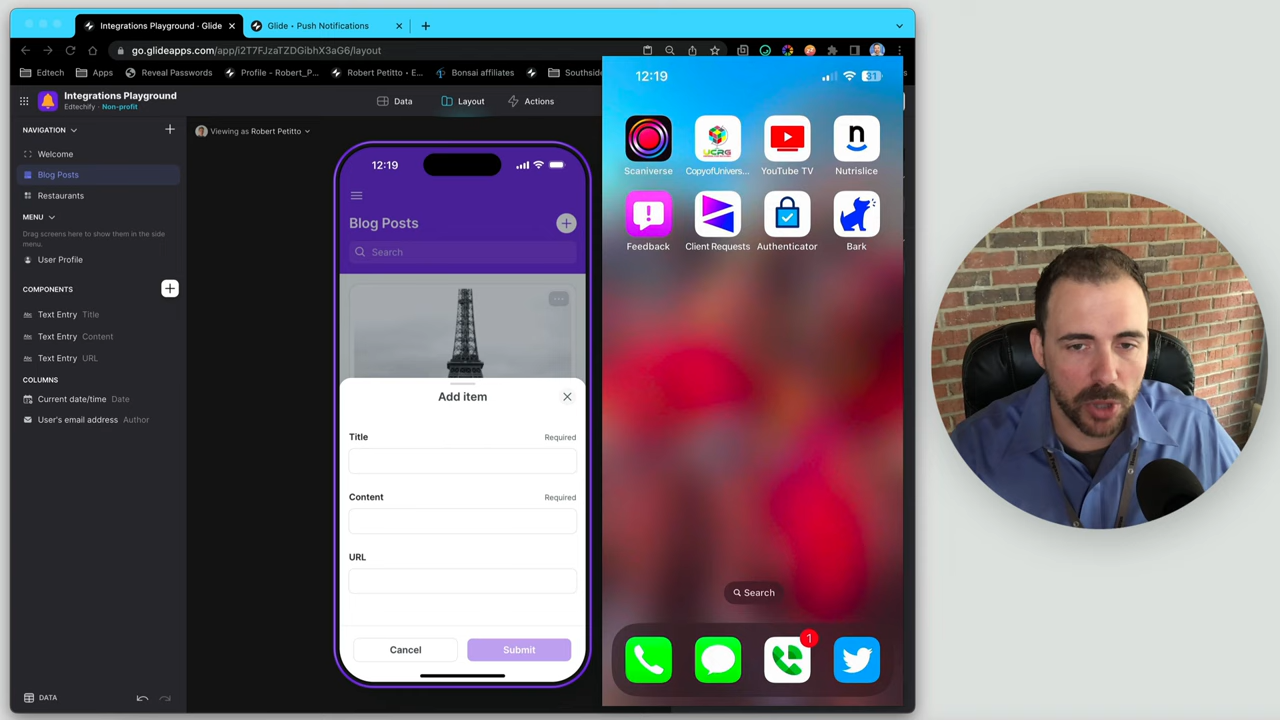 Integrations Playground · Glide
Glide • Push Notifications
go.glideapps.com/app/i2T7FJzaTZDGibhX3aG6/layout
Edtech
Apps
Reveal Passwords
Profile - Robert_P...
Robert Petitto • E...
Bonsai affiliates
Southside
Integrations Playground
Edtechify · Non-profit
Data
Layout
Actions
NAVIGATION
Welcome
Blog Posts
Restaurants
MENU
Drag screens here to show them in the side
menu.
User Profile
COMPONENTS
Text Entry Title
Text Entry Content
Text Entry URL
COLUMNS
Current date/time Date
User's email address Author
DATA
Viewing as Robert Petitto
12:19
Blog Posts
Search
Add item
Title
Required
Content
Required
URL
Cancel
Submit
12:19
31
Scaniverse
CopyofUnivers...
YouTube TV
Nutrislice
Feedback
Client Requests
Authenticator
Bark
Search
1